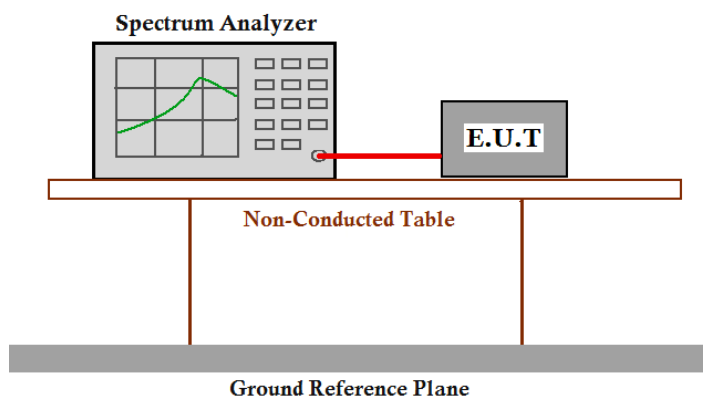 Spectrum Analyzer
E.U.T
Non-Conducted Table
Ground Reference Plane